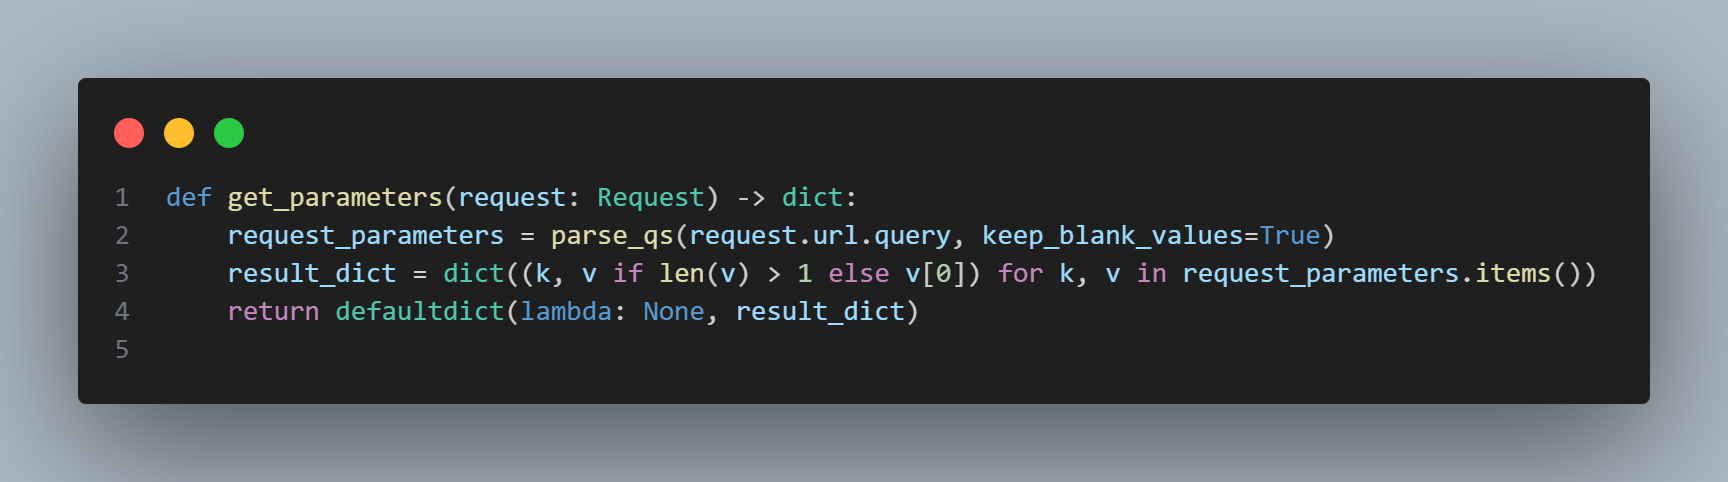 1 def get_parameters(request: Request) -> dict:
2     request_parameters = parse_qs(request.url.query, keep_blank_values=True)
3     result_dict = dict((k, v if len(v) > 1 else v[0]) for k, v in request_parameters.items())
4     return defaultdict(lambda: None, result_dict)
5